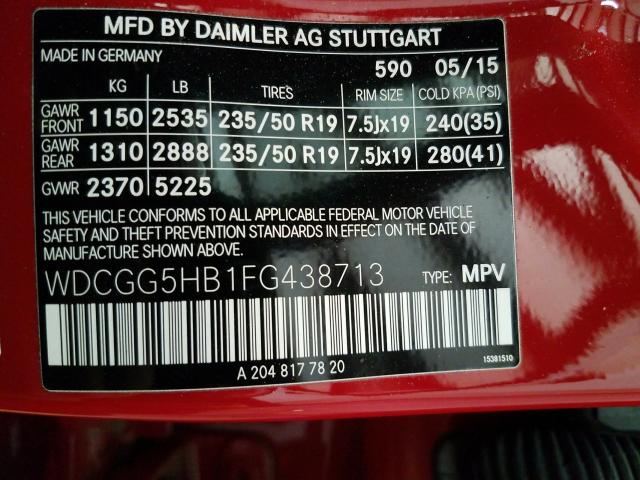 MFD BY DAIMLER AG STUTTGART
MADE IN GERMANY 590 05/15
KG LB TIRES RIM SIZE COLD KPA (PSI)
GAWR FRONT 1150 2535 235/50 R19 7.5Jx19 240(35)
GAWR REAR 1310 2888 235/50 R19 7.5Jx19 280(41)
GVWR 2370 5225
THIS VEHICLE CONFORMS TO ALL APPLICABLE FEDERAL MOTOR VEHICLE
SAFETY AND THEFT PREVENTION STANDARDS IN EFFECT ON THE DATE OF
MANUFACTURE SHOWN ABOVE.
WDCGG5HB1FG438713 TYPE: MPV
A 204 817 78 20 15381510